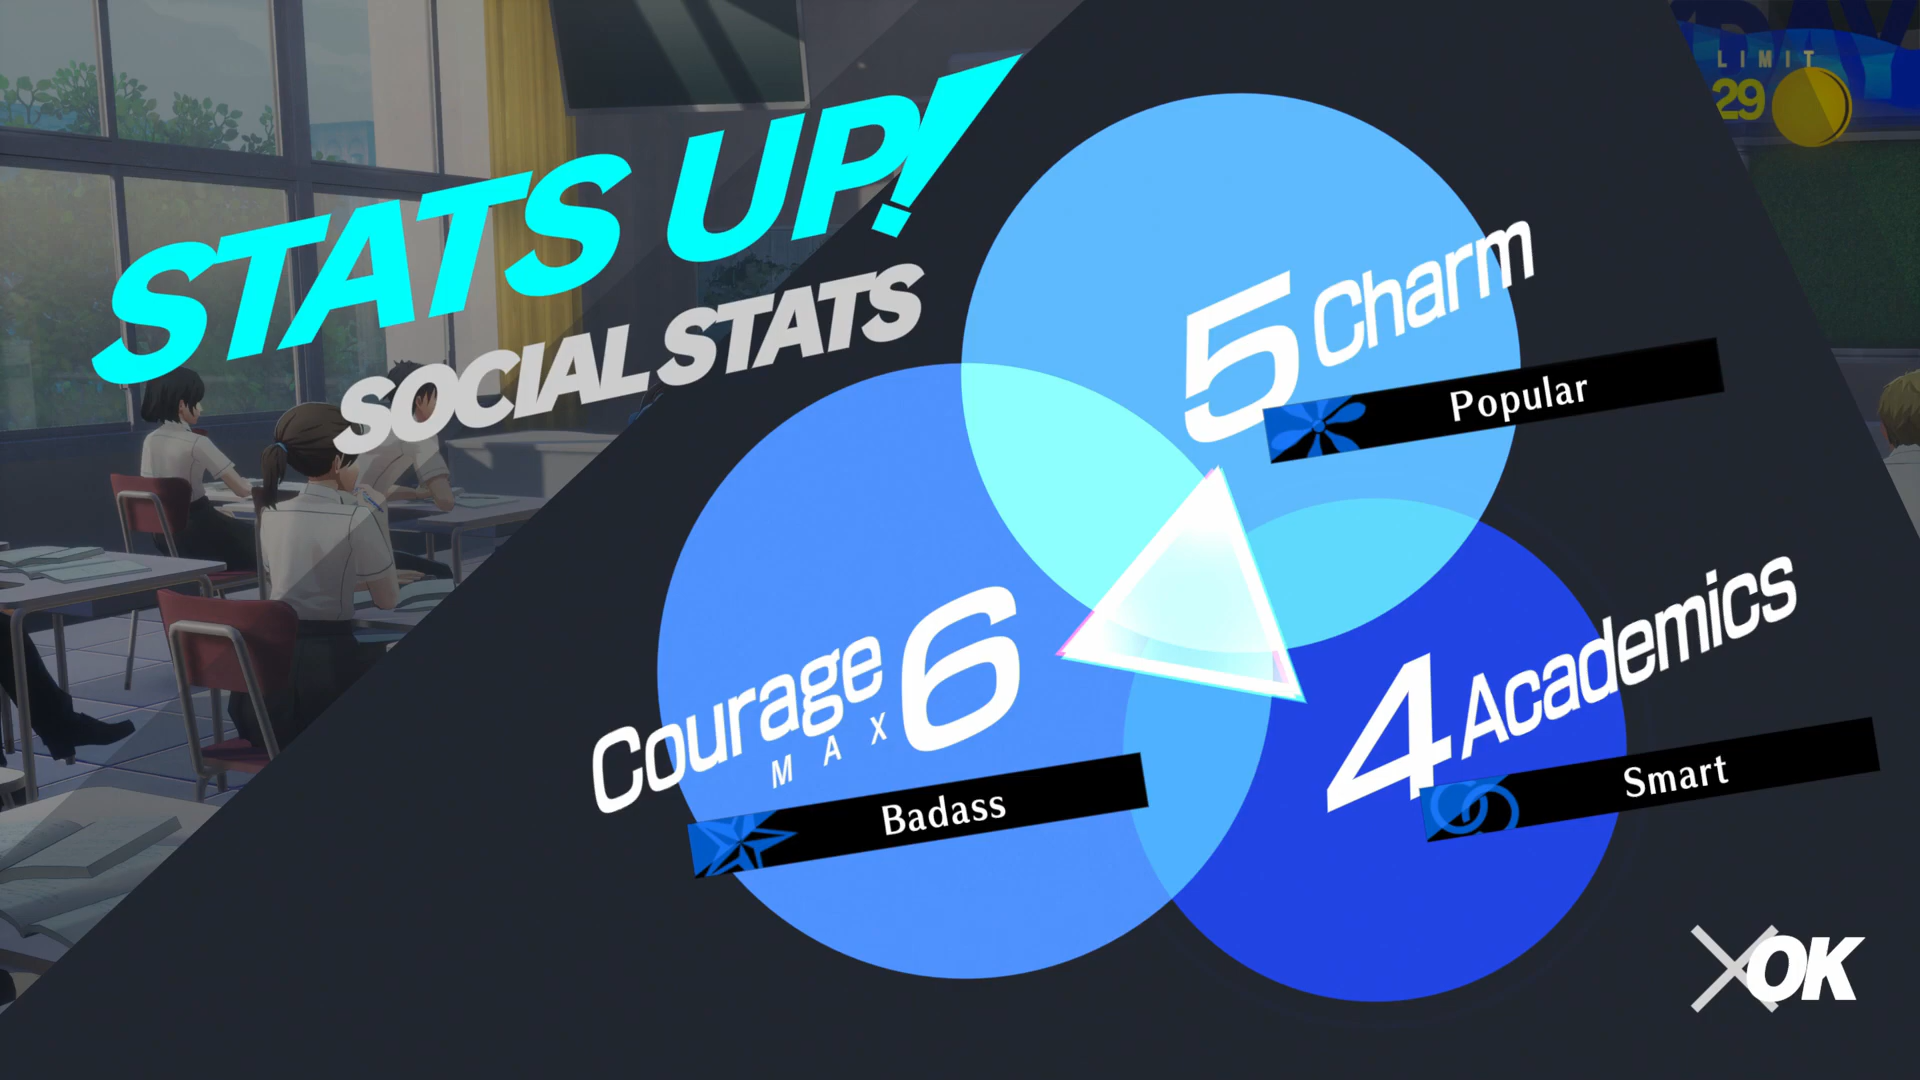 STATS UP!
SOCIAL STATS
LIMIT
29
5 Charm
Popular
Courage 6
MAX
Badass
4 Academics
Smart
OK